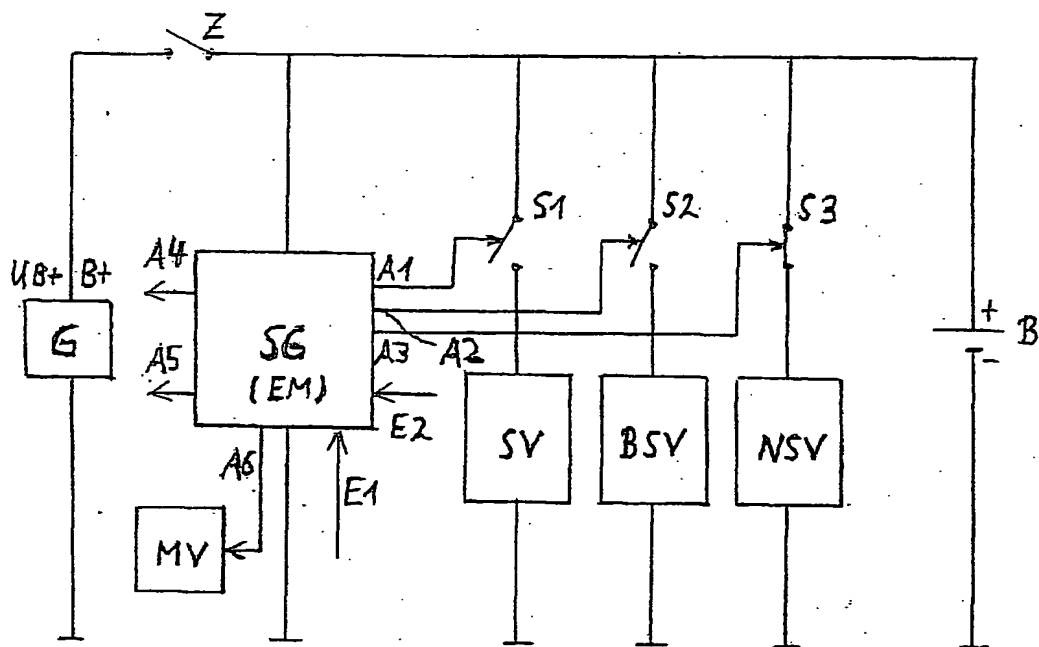 Z
S1
S2
S3
A4
UB+
B+
A1
G
SG
(EM)
A5
A3
A2
E2
+
-
B
SV
BSV
NSV
A6
E1
MV